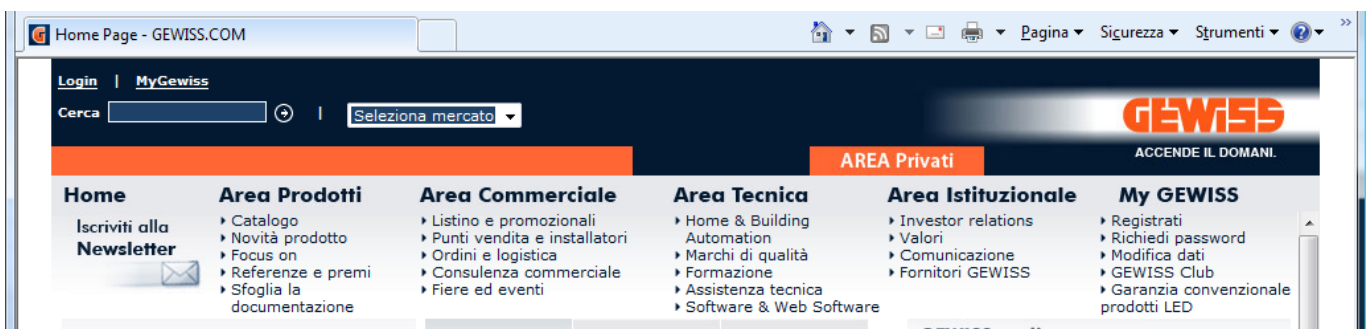 Home Page - GEWISS.COM
Pagina
Sicurezza
Strumenti
Login | MyGewiss
Cerca
Seleziona mercato
GEWISS
ACCENDE IL DOMANI.
AREA Privati
Home
Iscriviti alla
Newsletter
Area Prodotti
Catalogo
Novità prodotto
Focus on
Referenze e premi
Sfoglia la
documentazione
Area Commerciale
Listino e promozionali
Punti vendita e installatori
Ordini e logistica
Consulenza commerciale
Fiere ed eventi
Area Tecnica
Home & Building
Automation
Marchi di qualità
Formazione
Assistenza tecnica
Software & Web Software
Area Istituzionale
Investor relations
Valori
Comunicazione
Fornitori GEWISS
My GEWISS
Registrati
Richiedi password
Modifica dati
GEWISS Club
Garanzia convenzionale
prodotti LED